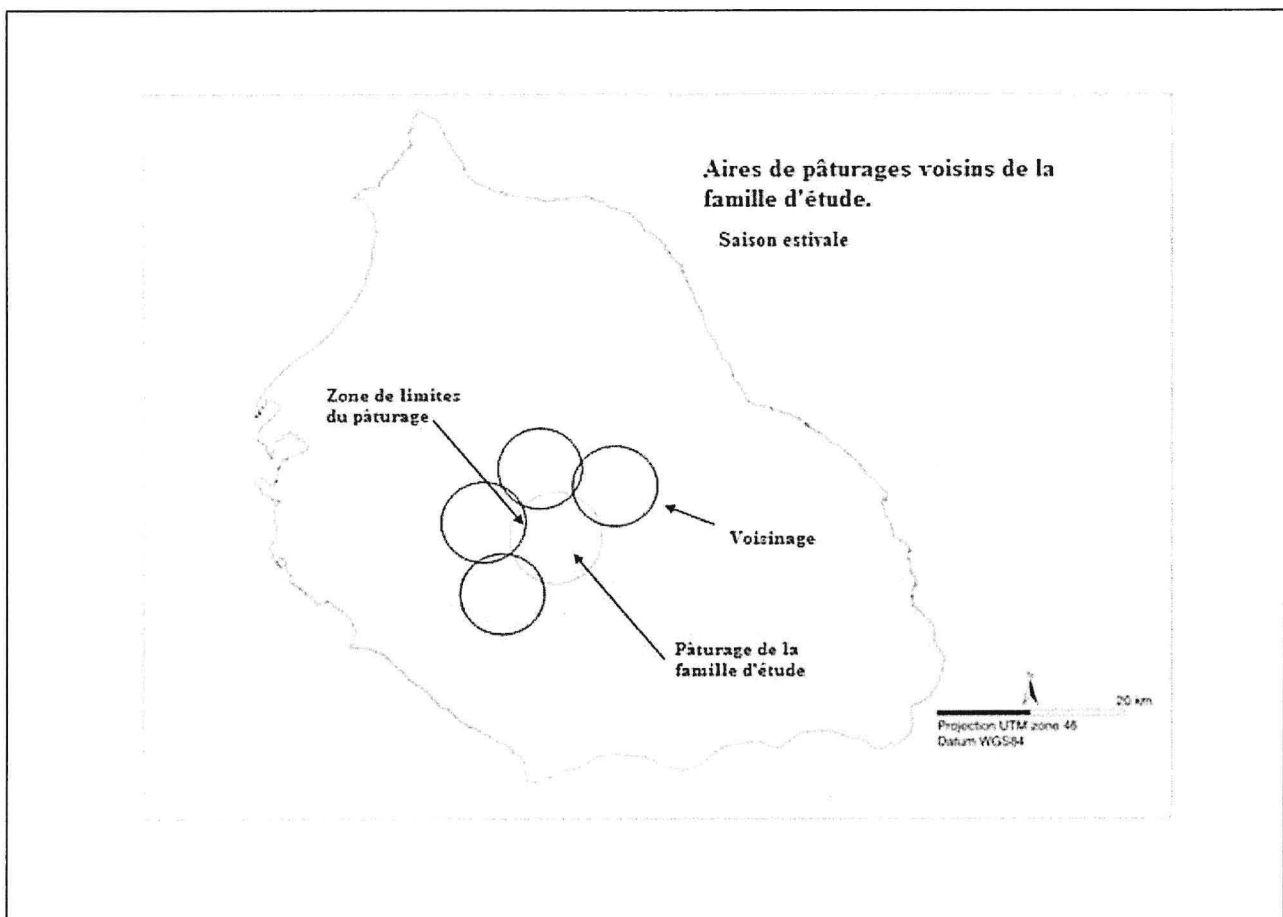 Aires de pâturages voisins de la
famille d'étude.
Saison estivale
Zone de limites
du pâturage
Voisinage
Pâturage de la
famille d'étude
20 km
Projection UTM zone 46
Datum WGS84